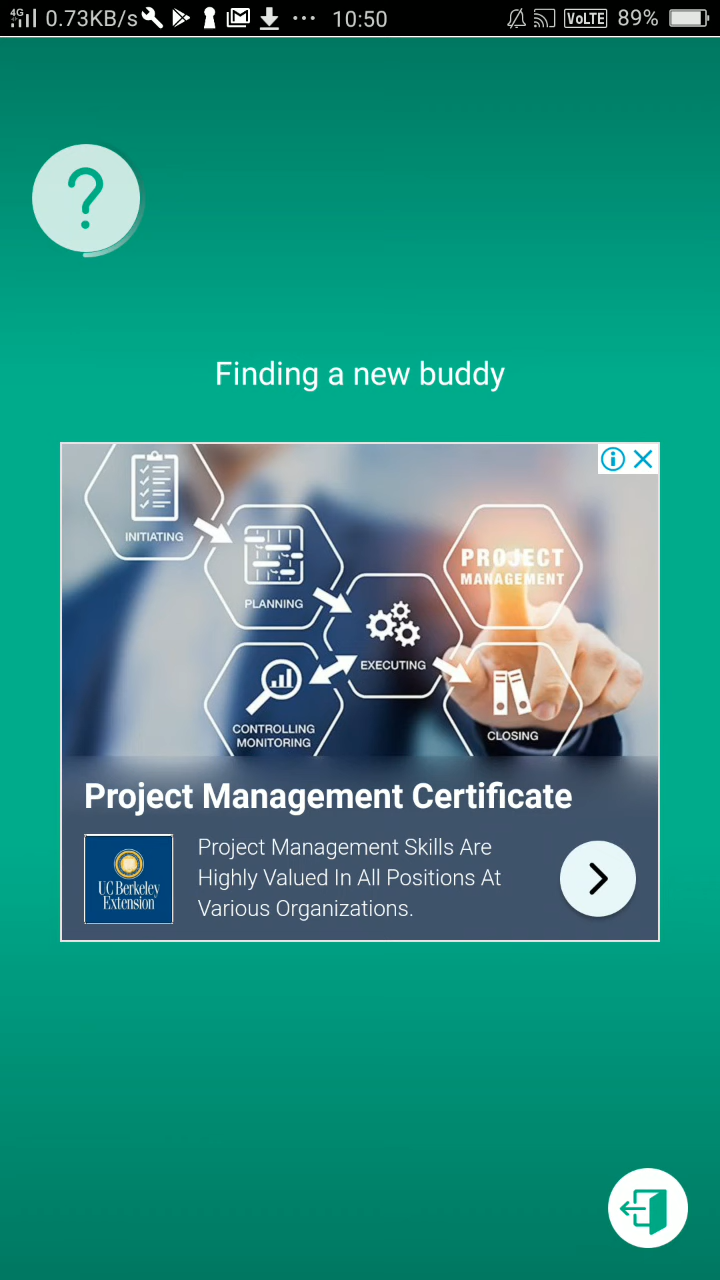 4G 0.73KB/s 10:50 VoLTE 89%
?
Finding a new buddy
INITIATING
PLANNING
PROJECT
MANAGEMENT
EXECUTING
CONTROLLING
MONITORING
CLOSING
Project Management Certificate
UC Berkeley
Extension
Project Management Skills Are
Highly Valued In All Positions At
Various Organizations.